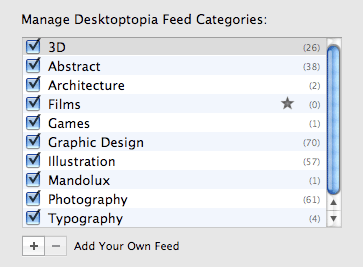 Manage Desktoptopia Feed Categories:
3D (26)
Abstract (38)
Architecture (2)
Films (0)
Games (1)
Graphic Design (70)
Illustration (57)
Mandolux (1)
Photography (61)
Typography (4)
+ − Add Your Own Feed